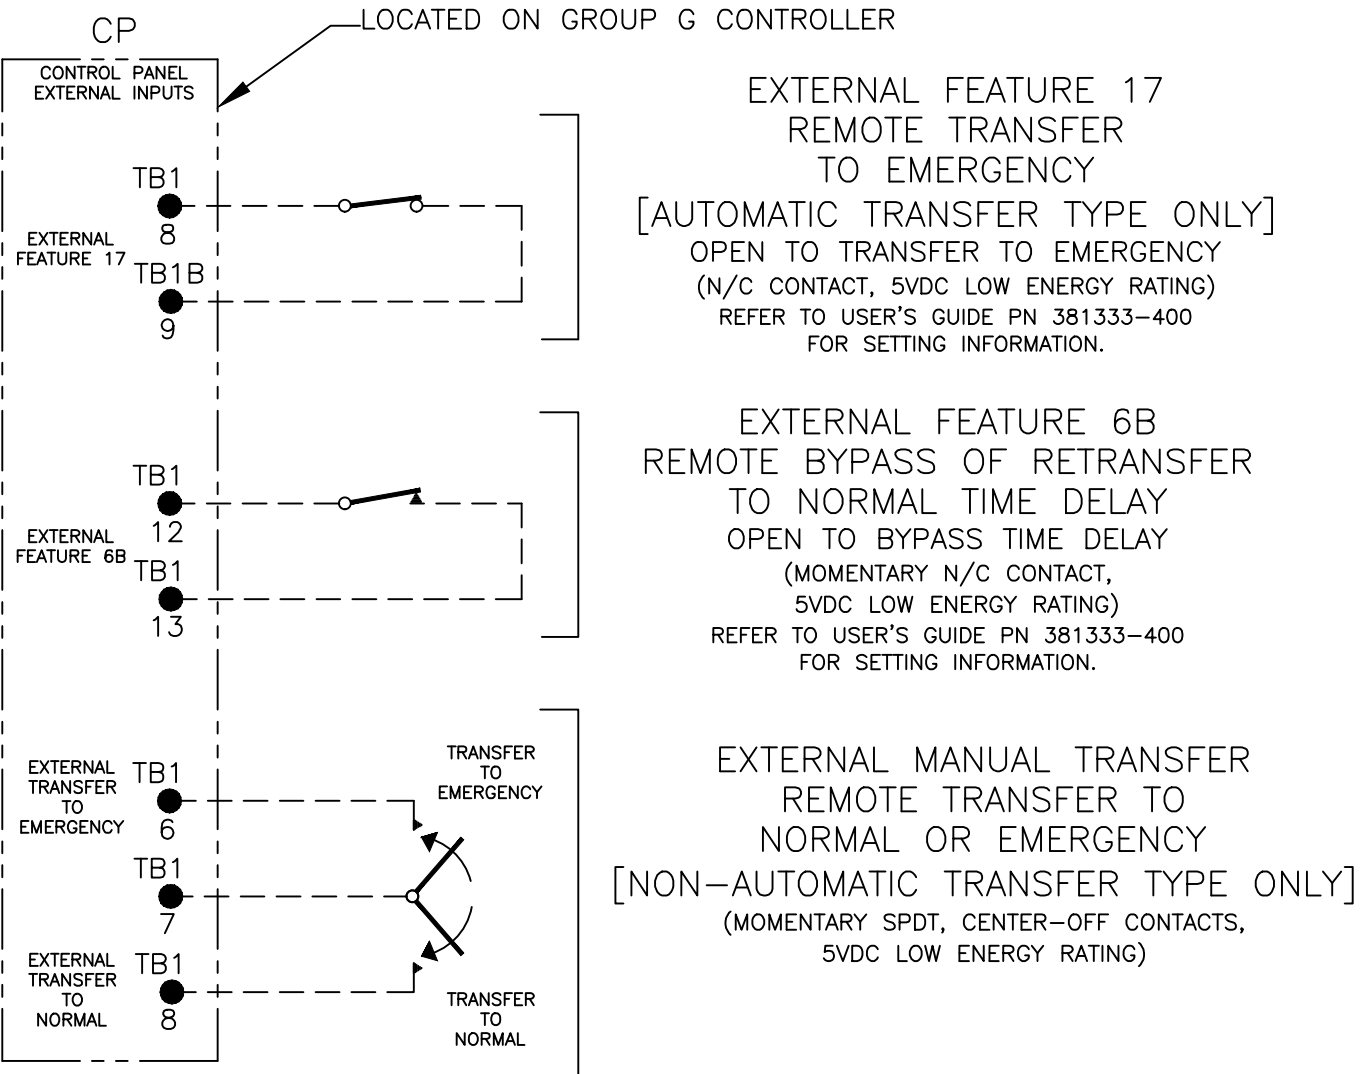 LOCATED ON GROUP G CONTROLLER
CP
CONTROL PANEL
EXTERNAL INPUTS
TB1
8
EXTERNAL
FEATURE 17
TB1B
9
EXTERNAL FEATURE 17
REMOTE TRANSFER
TO EMERGENCY
[AUTOMATIC TRANSFER TYPE ONLY]
OPEN TO TRANSFER TO EMERGENCY
(N/C CONTACT, 5VDC LOW ENERGY RATING)
REFER TO USER'S GUIDE PN 381333-400
FOR SETTING INFORMATION.
TB1
12
EXTERNAL
FEATURE 6B
TB1
13
EXTERNAL FEATURE 6B
REMOTE BYPASS OF RETRANSFER
TO NORMAL TIME DELAY
OPEN TO BYPASS TIME DELAY
(MOMENTARY N/C CONTACT,
5VDC LOW ENERGY RATING)
REFER TO USER'S GUIDE PN 381333-400
FOR SETTING INFORMATION.
EXTERNAL
TRANSFER
TO
EMERGENCY
TB1
6
TB1
7
EXTERNAL
TRANSFER
TO
NORMAL
TB1
8
TRANSFER
TO
EMERGENCY
TRANSFER
TO
NORMAL
EXTERNAL MANUAL TRANSFER
REMOTE TRANSFER TO
NORMAL OR EMERGENCY
[NON-AUTOMATIC TRANSFER TYPE ONLY]
(MOMENTARY SPDT, CENTER-OFF CONTACTS,
5VDC LOW ENERGY RATING)